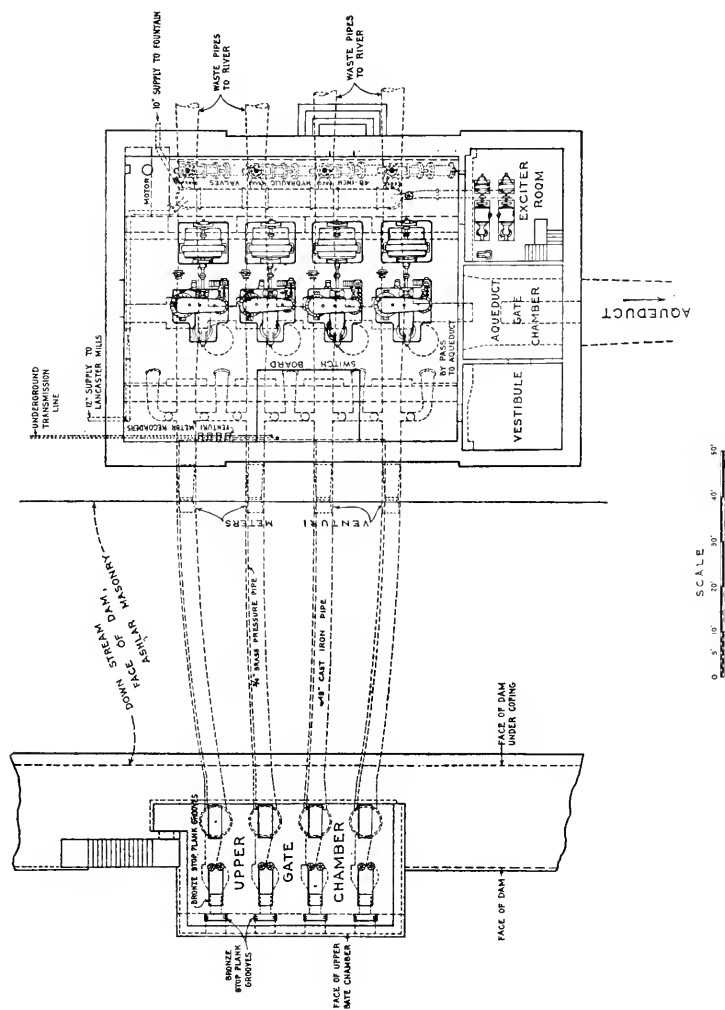 10" SUPPLY TO FOUNTAIN
WASTE PIPES
TO RIVER
WASTE PIPES
TO RIVER
MOTOR
48-INCH HYDRAULIC VALVES
EXCITER
ROOM
UNDERGROUND
TRANSMISSION
LINE
12" SUPPLY TO
LANCASTER MILLS
VENTURI METER RECORDERS
SWITCH
BOARD
BY PASS
TO AQUEDUCT
AQUEDUCT
GATE
CHAMBER
AQUEDUCT
VESTIBULE
VENTURI METERS
DOWN STREAM DAM,
FACE OF DAM,
ASHLAR MASONRY
BRASS PRESSURE PIPE
48" CAST IRON PIPE
SCALE
0 5' 10' 20' 30' 40' 50'
FACE OF DAM
UNDER COPING
BRONZE STOP PLANK GROOVES
UPPER
GATE
CHAMBER
BRONZE
STOP PLANK
GROOVES
FACE OF UPPER
GATE CHAMBER
FACE OF DAM